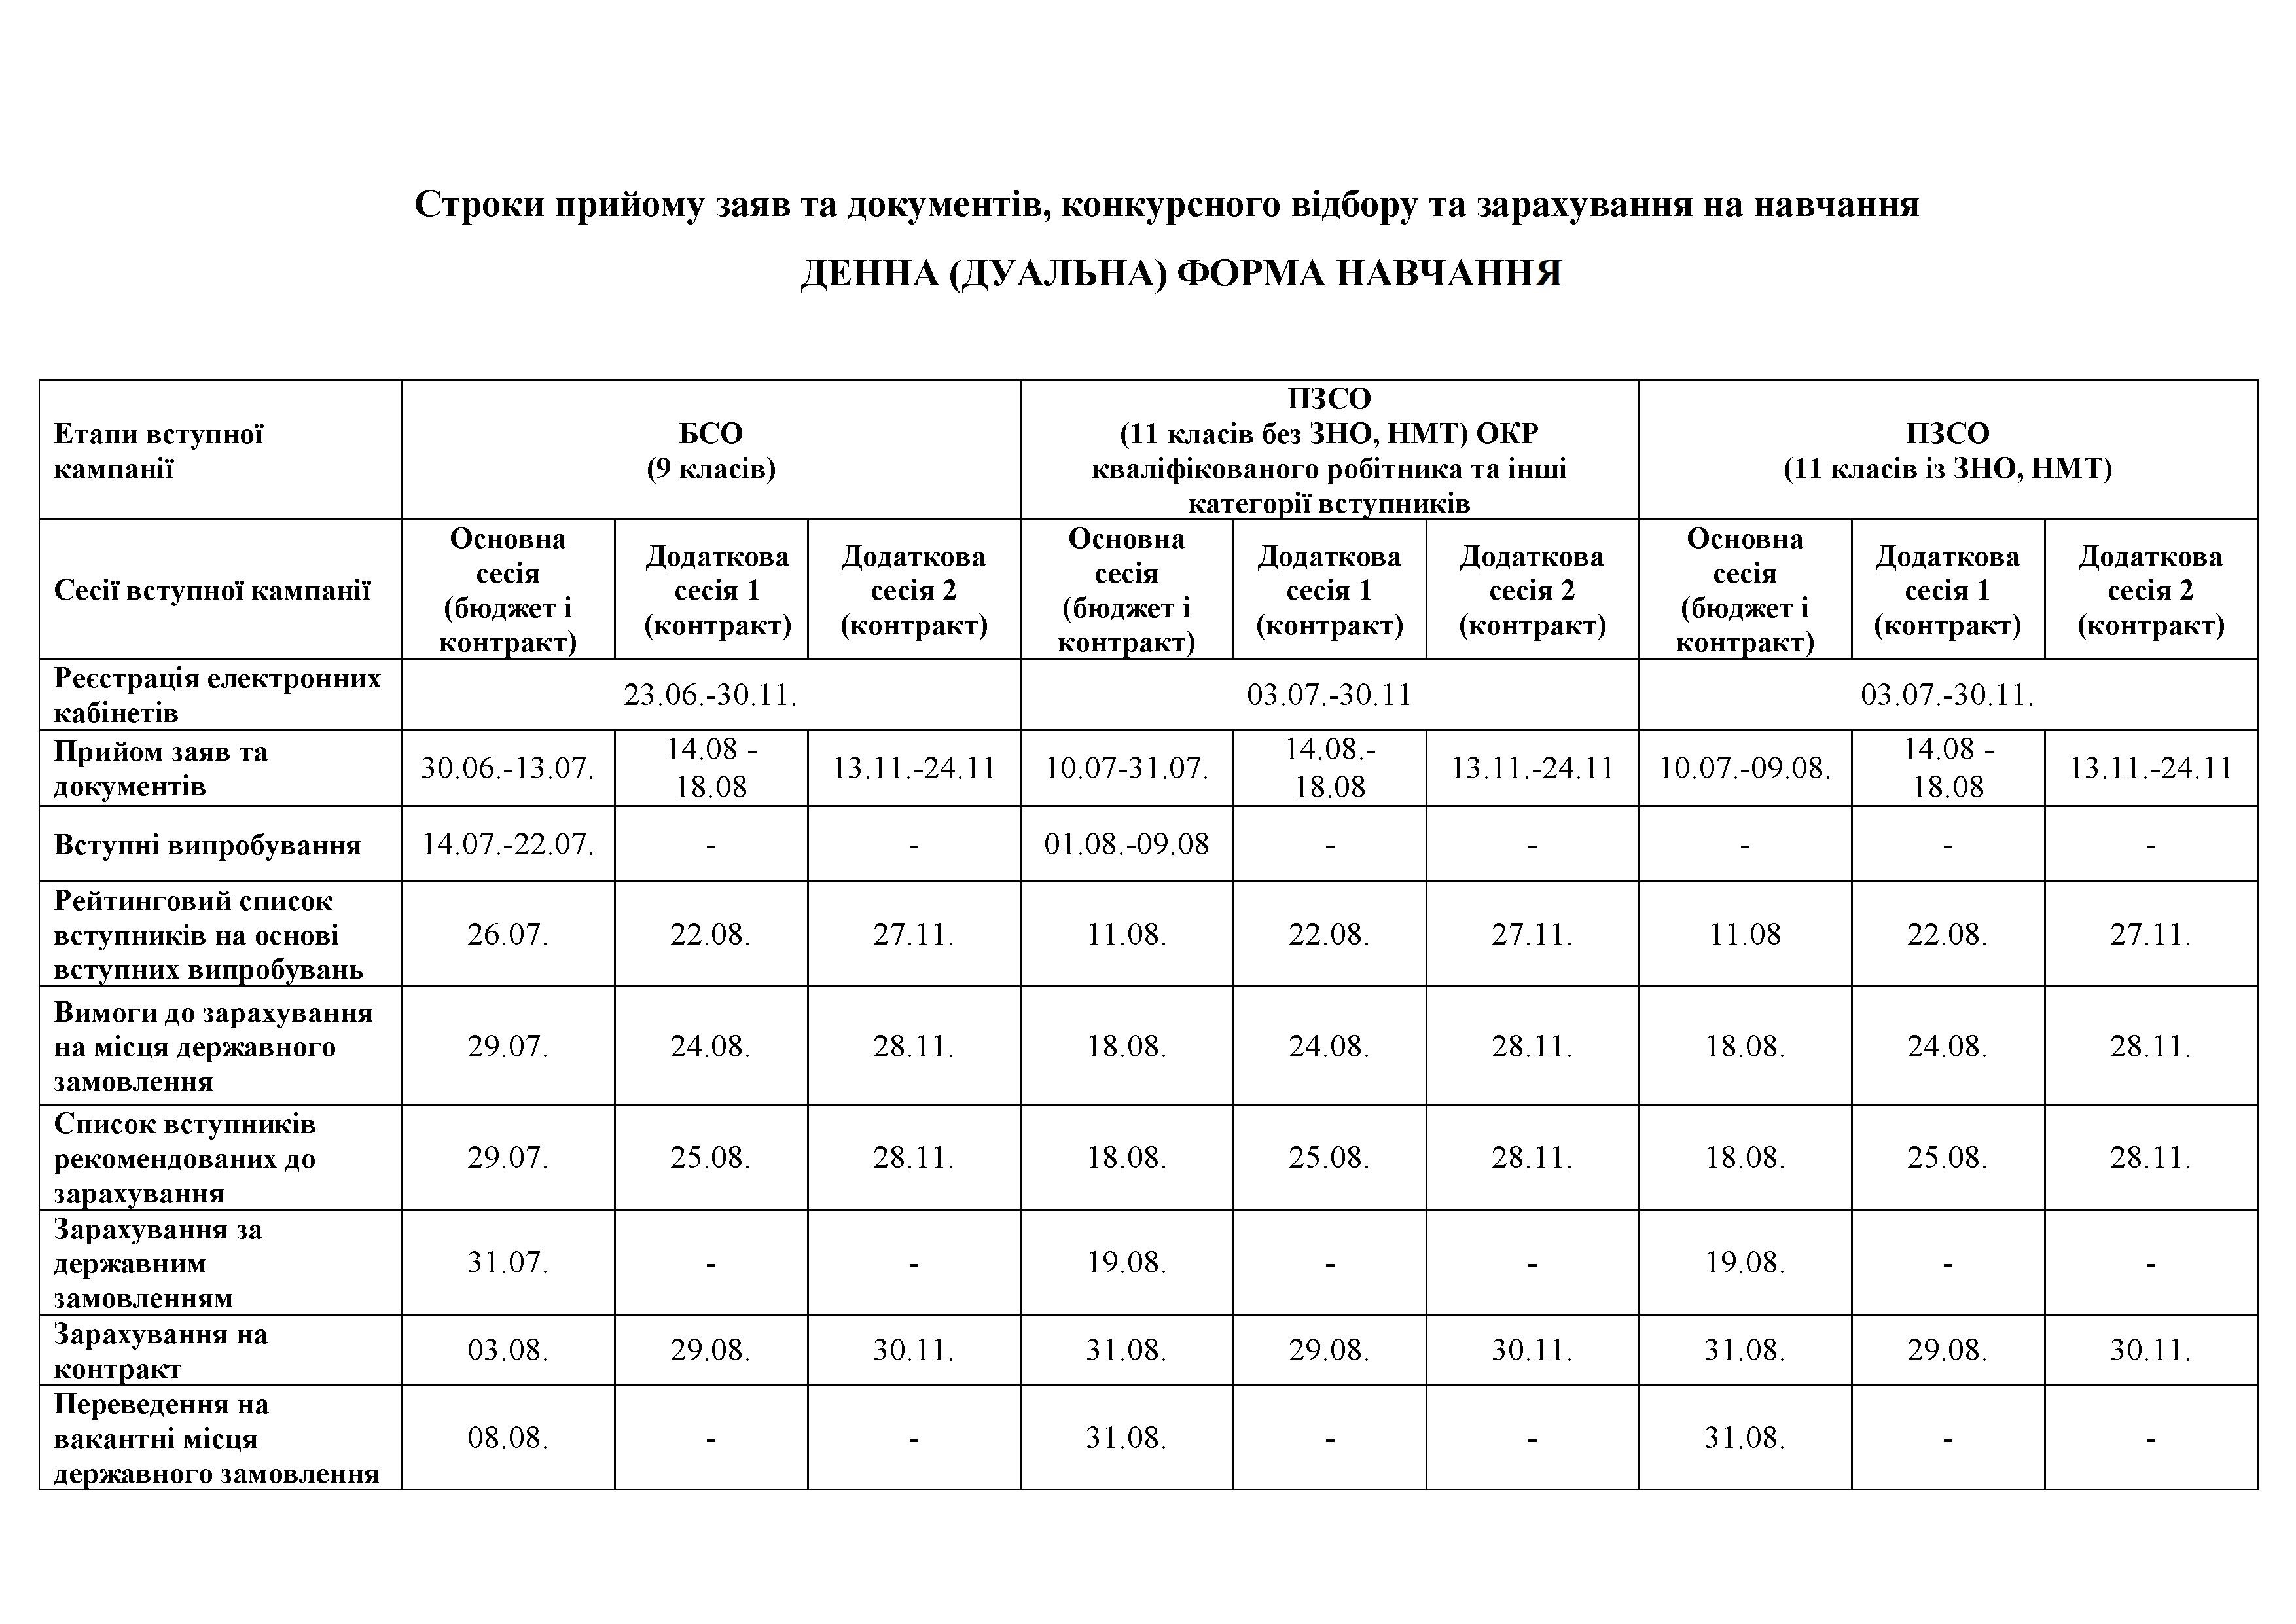 Строки прийому заяв та документів, конкурсного відбору та зарахування на навчання
ДЕННА (ДУАЛЬНА) ФОРМА НАВЧАННЯ
Етапи вступної
кампанії
БСО
(9 класів)
ПЗСО
(11 класів без ЗНО, НМТ) ОКР
кваліфікованого робітника та інші
категорії вступників
ПЗСО
(11 класів із ЗНО, НМТ)
Сесії вступної кампанії
Основна
сесія
(бюджет і
контракт)
Додаткова
сесія 1
(контракт)
Додаткова
сесія 2
(контракт)
Основна
сесія
(бюджет і
контракт)
Додаткова
сесія 1
(контракт)
Додаткова
сесія 2
(контракт)
Основна
сесія
(бюджет і
контракт)
Додаткова
сесія 1
(контракт)
Додаткова
сесія 2
(контракт)
Реєстрація електронних
кабінетів
23.06.-30.11.
03.07.-30.11
03.07.-30.11.
Прийом заяв та
документів
30.06.-13.07.
14.08 -
18.08
13.11.-24.11
10.07-31.07.
14.08.-
18.08
13.11.-24.11
10.07.-09.08.
14.08 -
18.08
13.11.-24.11
Вступні випробування
14.07.-22.07.
-
-
01.08.-09.08
-
-
-
-
-
Рейтинговий список
вступників на основі
вступних випробувань
26.07.
22.08.
27.11.
11.08.
22.08.
27.11.
11.08
22.08.
27.11.
Вимоги до зарахування
на місця державного
замовлення
29.07.
24.08.
28.11.
18.08.
24.08.
28.11.
18.08.
24.08.
28.11.
Список вступників
рекомендованих до
зарахування
29.07.
25.08.
28.11.
18.08.
25.08.
28.11.
18.08.
25.08.
28.11.
Зарахування за
державним
замовленням
31.07.
-
-
19.08.
-
-
19.08.
-
-
Зарахування на
контракт
03.08.
29.08.
30.11.
31.08.
29.08.
30.11.
31.08.
29.08.
30.11.
Переведення на
вакантні місця
державного замовлення
08.08.
-
-
31.08.
-
-
31.08.
-
-